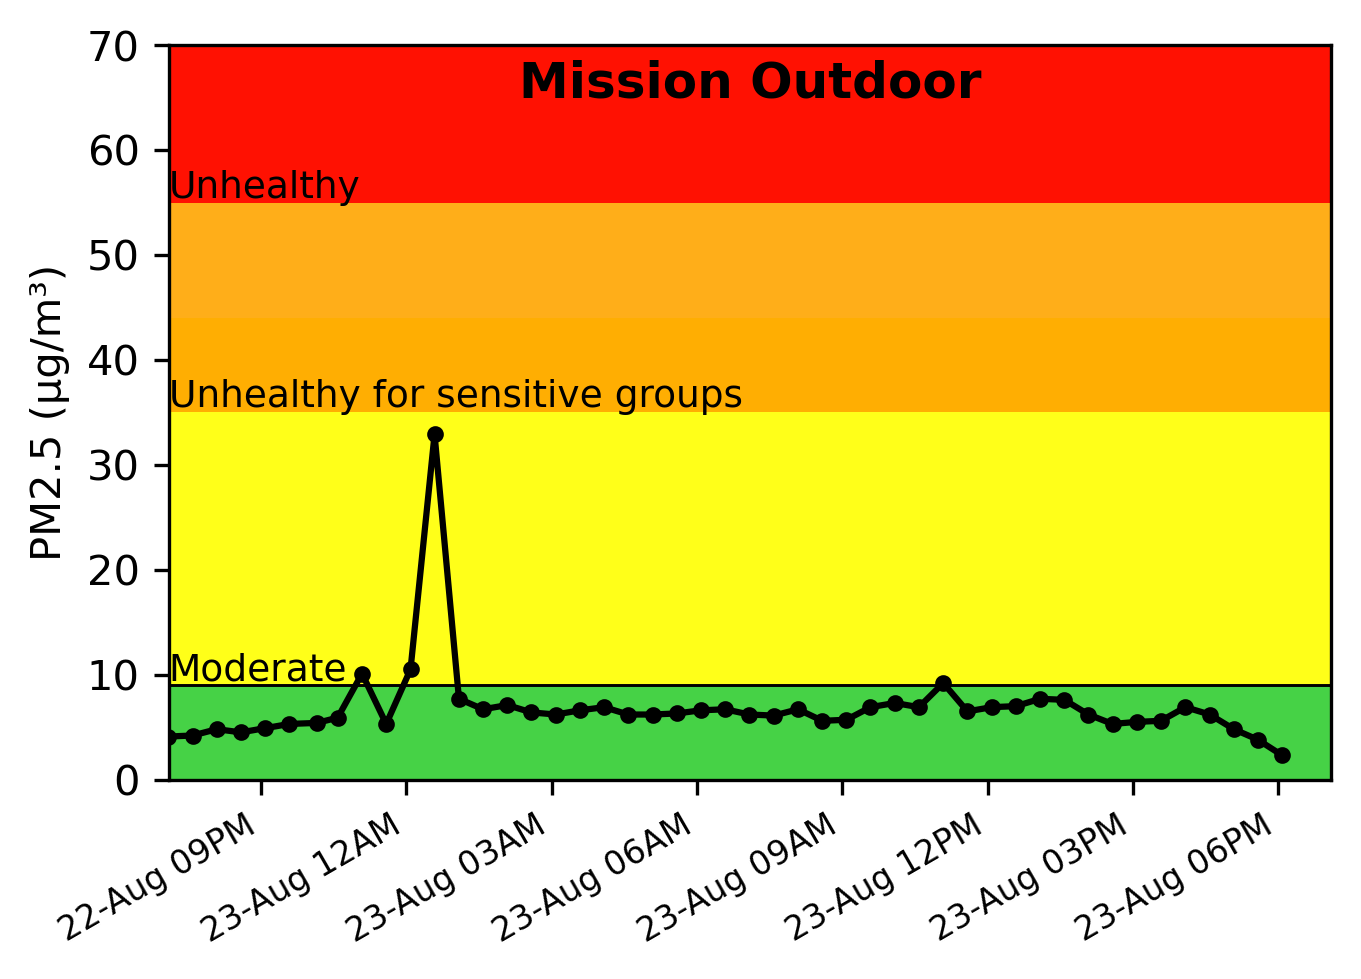 Mission Outdoor
PM2.5 (µg/m³)
70
60
50
40
30
20
10
0
Unhealthy
Unhealthy for sensitive groups
Moderate
22-Aug 09PM
23-Aug 12AM
23-Aug 03AM
23-Aug 06AM
23-Aug 09AM
23-Aug 12PM
23-Aug 03PM
23-Aug 06PM